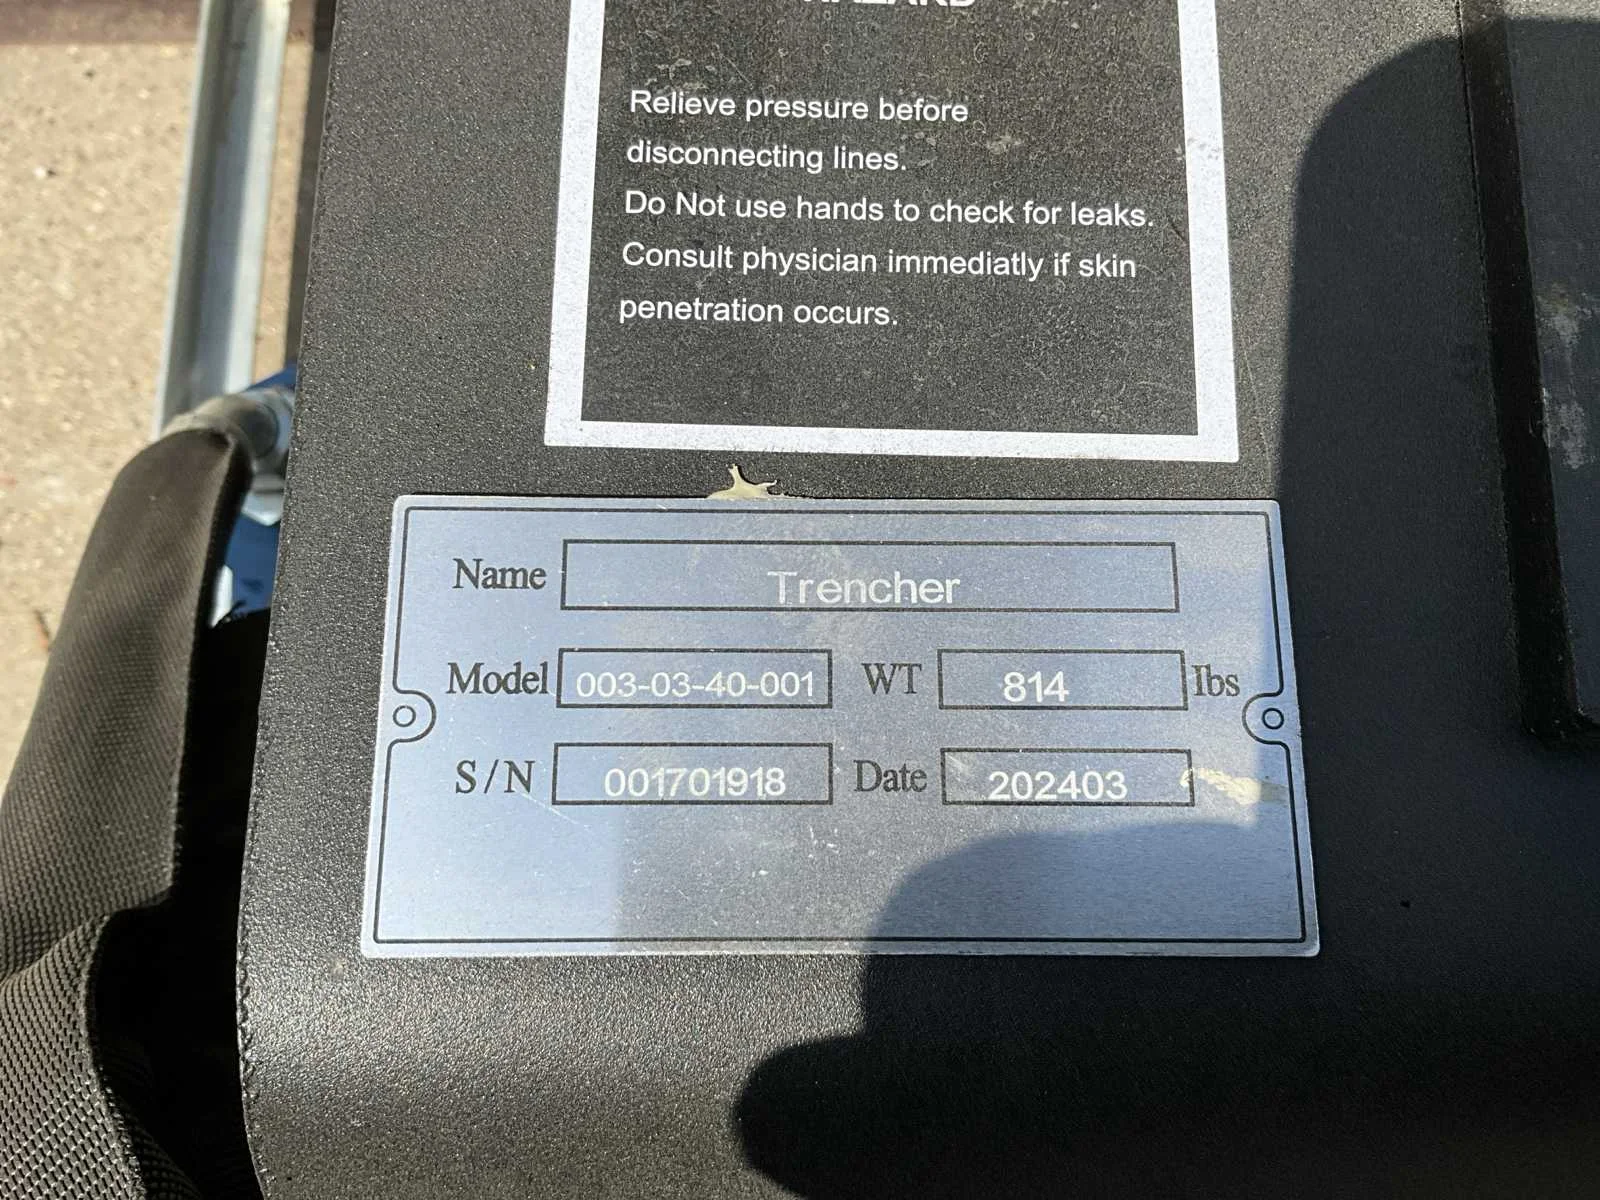 HAZARD
Relieve pressure before
disconnecting lines.
Do Not use hands to check for leaks.
Consult physician immediatly if skin
penetration occurs.
Name Trencher
Model 003-03-40-001 WT 814 lbs
S/N 001701918 Date 202403